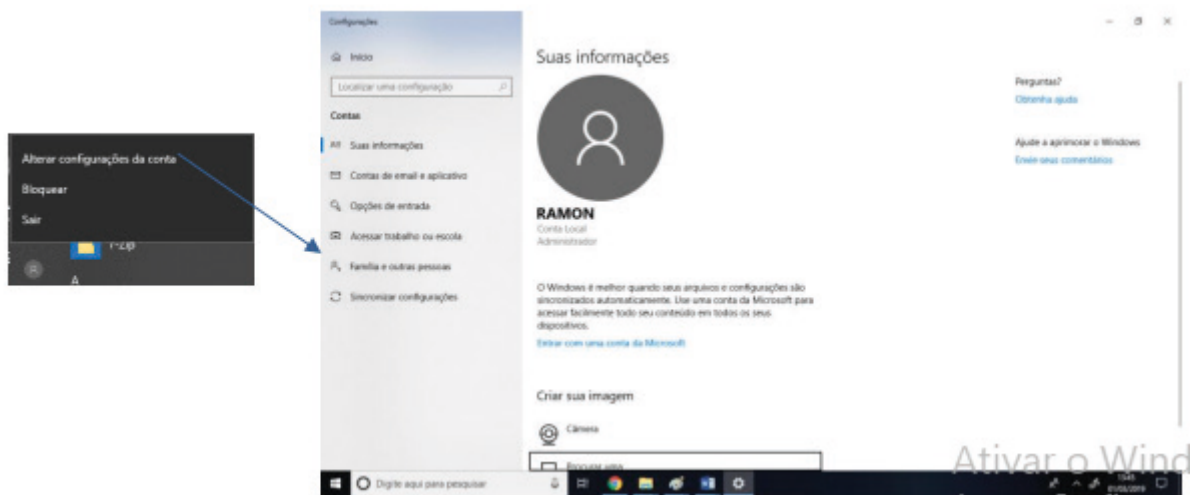 Alterar configurações da conta
Bloquear
Sair
7-Zip
A
Configurações
Início
Localizar uma configuração
Contas
Suas informações
Contas de email e aplicativo
Opções de entrada
Acessar trabalho ou escola
Família e outras pessoas
Sincronizar configurações
Suas informações
RAMON
Conta Local
Administrador
O Windows é melhor quando seus arquivos e configurações são
sincronizados automaticamente. Use uma conta da Microsoft para
acessar facilmente todo seu conteúdo em todos os seus
dispositivos.
Entrar com uma conta da Microsoft
Criar sua imagem
Câmera
Procurar uma
Perguntas?
Obtenha ajuda
Ajude a aprimorar o Windows
Envie seus comentários
Ativar o Wind
Digite aqui para pesquisar